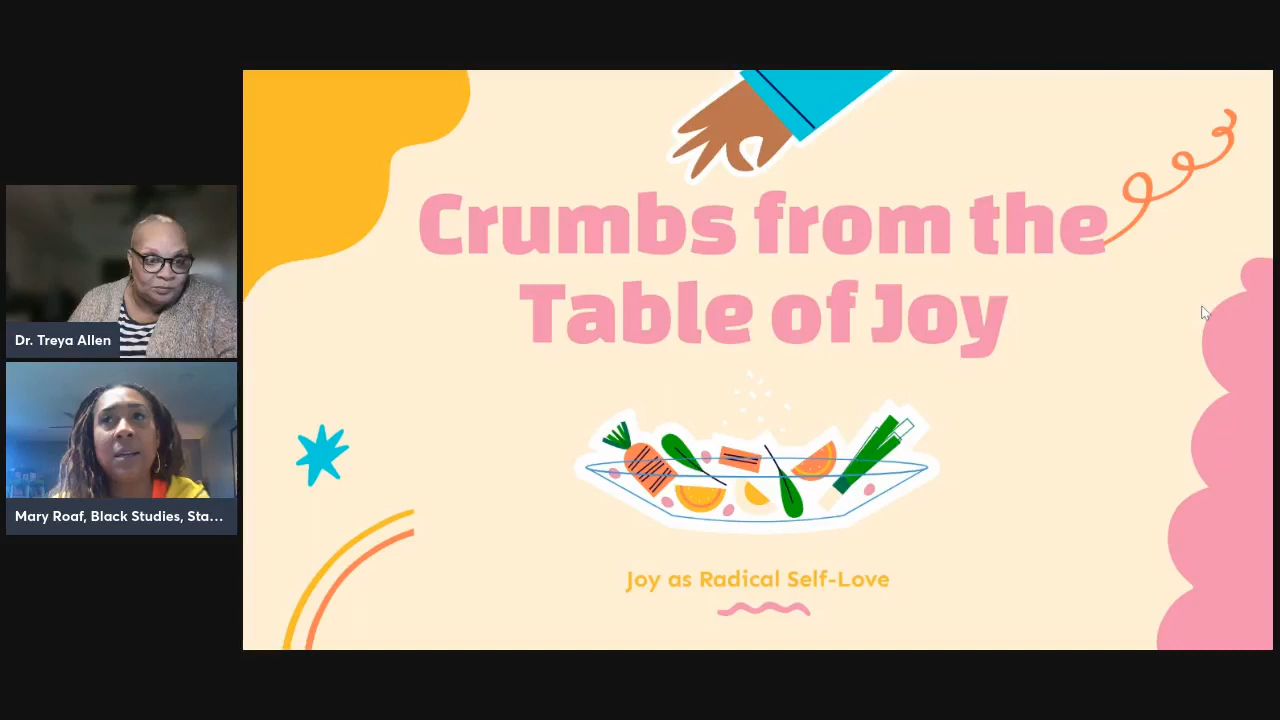 Crumbs from the
Table of Joy
Dr. Treya Allen
Mary Roaf, Black Studies, Sta...
Joy as Radical Self-Love